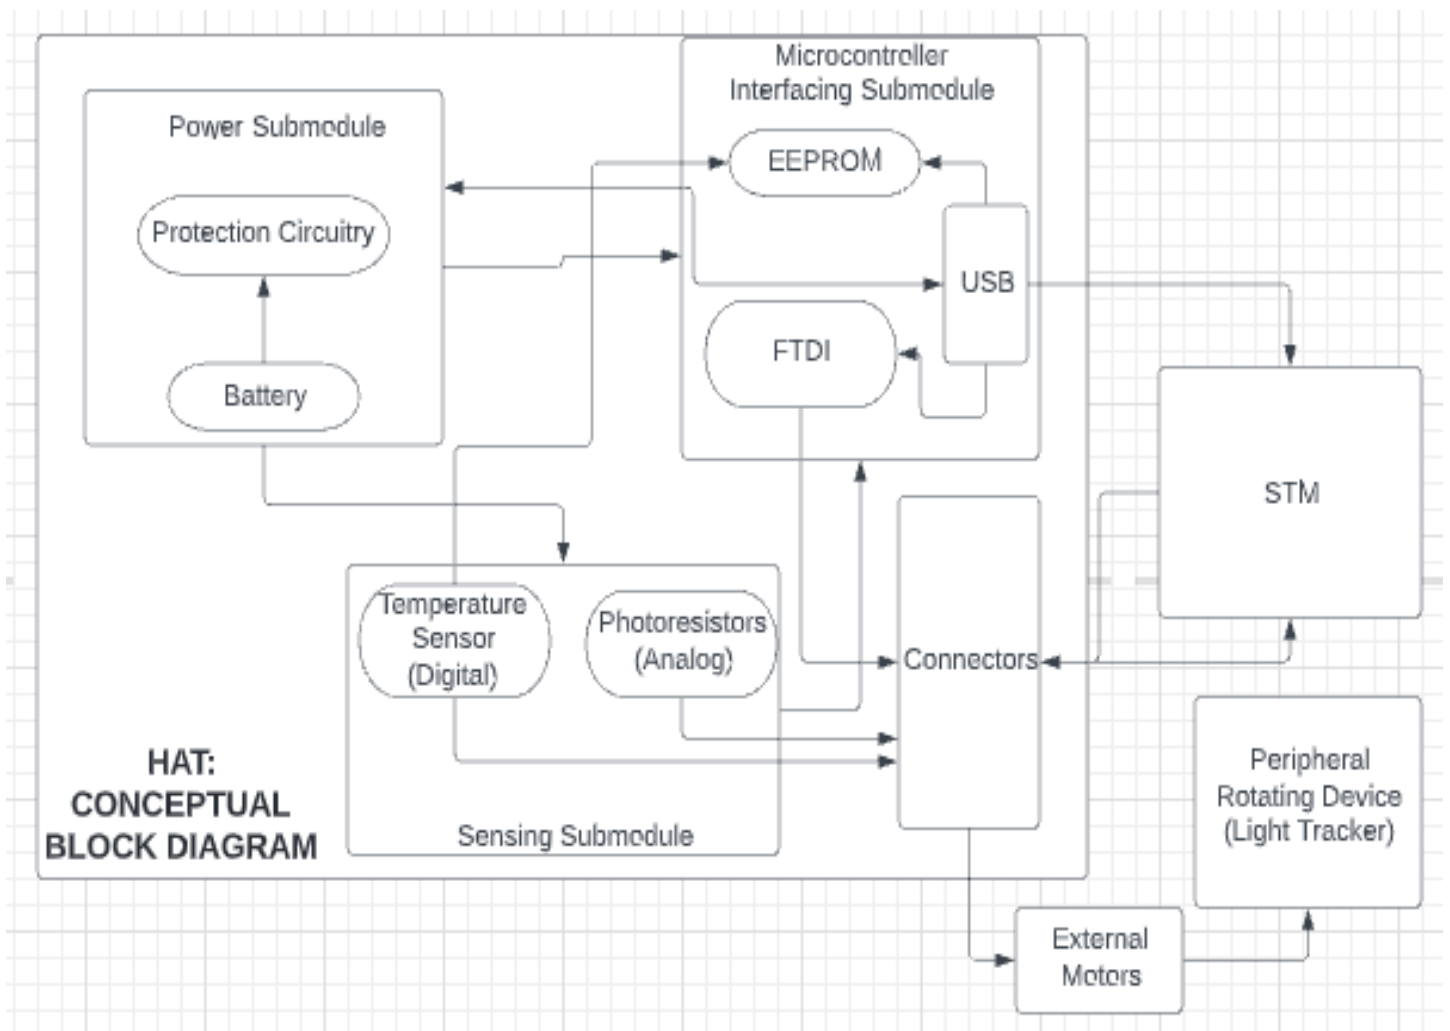 Microcontroller
Interfacing Submodule
Power Submodule
EEPROM
Protection Circuitry
USB
FTDI
Battery
STM
Temperature
Sensor
(Digital)
Photoresistors
(Analog)
Connectors
HAT:
CONCEPTUAL
BLOCK DIAGRAM
Sensing Submodule
Peripheral
Rotating Device
(Light Tracker)
External
Motors